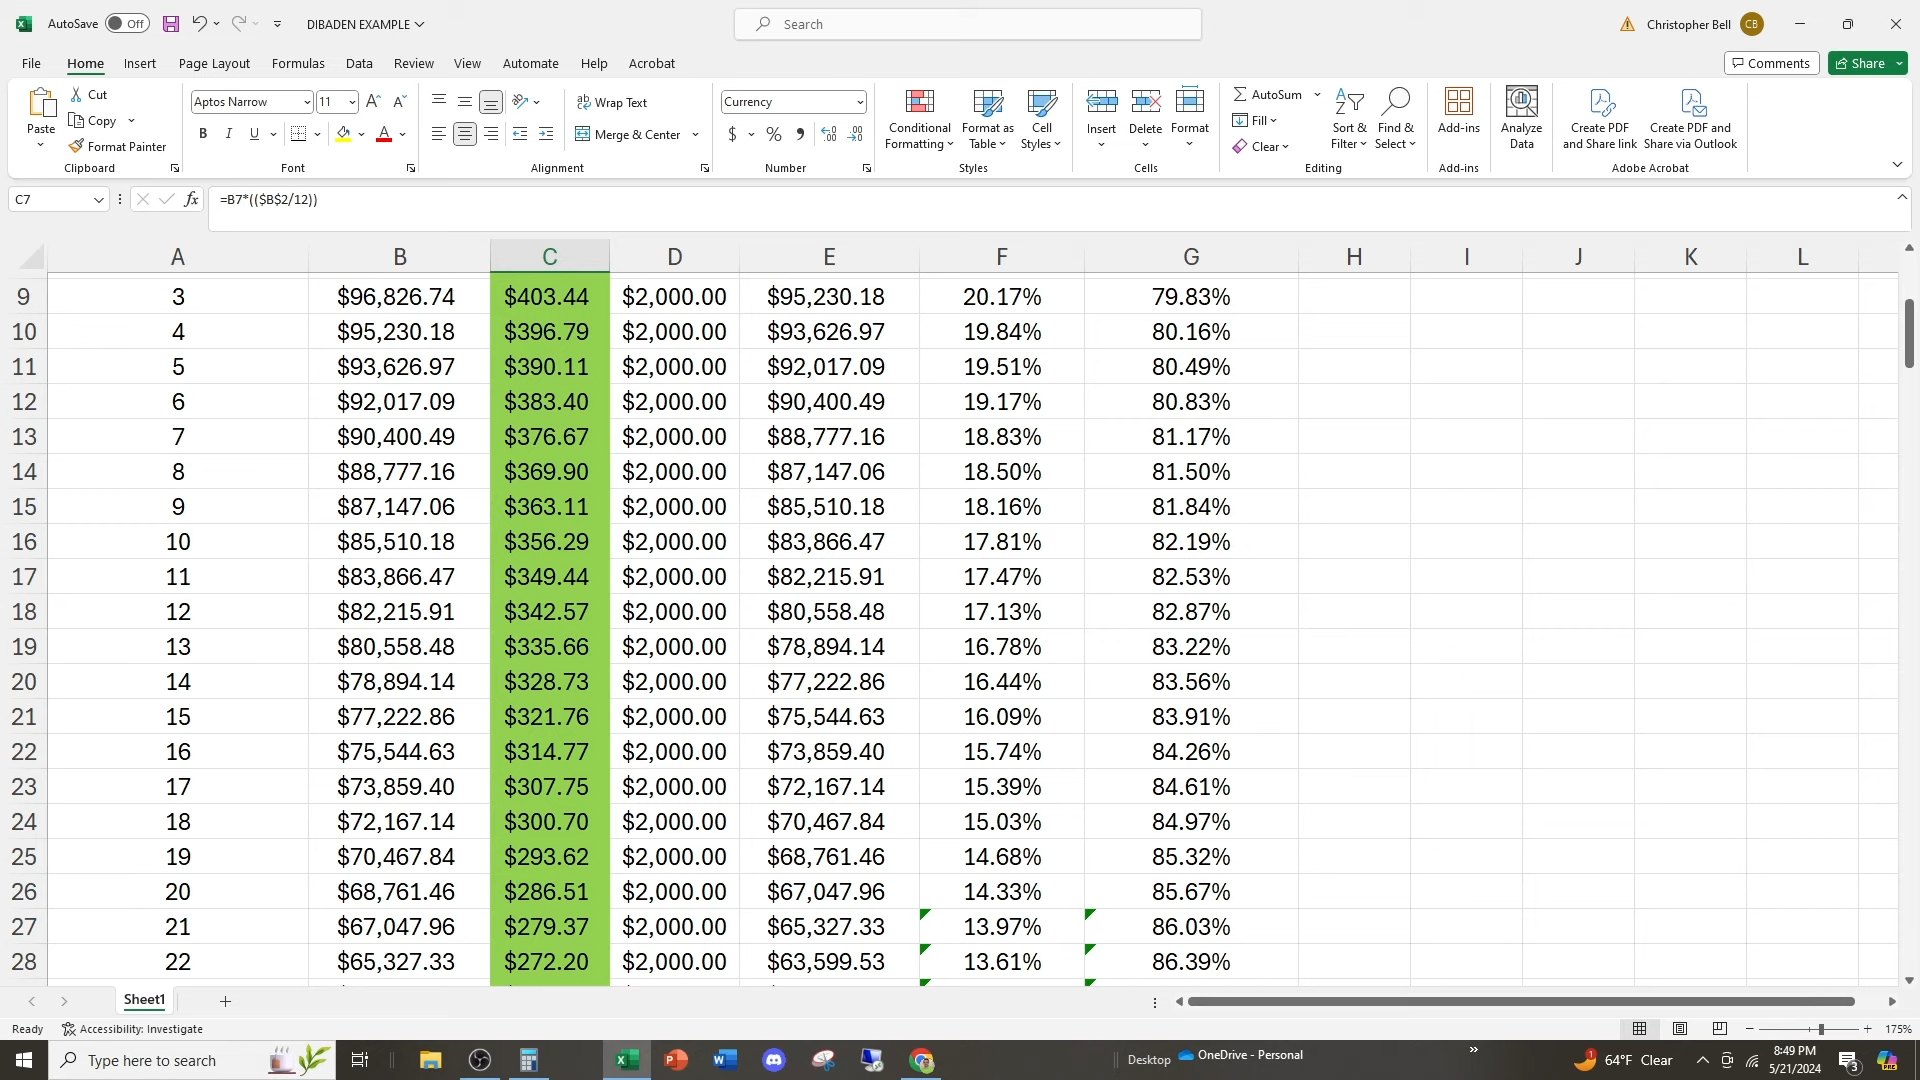 AutoSave Off DIBADEN EXAMPLE Search Christopher Bell CB
File Home Insert Page Layout Formulas Data Review View Automate Help Acrobat Comments Share
Paste Cut Copy Format Painter Clipboard
Aptos Narrow 11 B I U A Font
ab Wrap Text Merge & Center Alignment
Currency $ % , Number
Conditional Formatting Format as Table Cell Styles Styles
Insert Delete Format Cells
AutoSum Fill Clear Sort & Filter Find & Select Editing
Add-ins Add-ins
Analyze Data
Create PDF and Share link Create PDF and Share via Outlook Adobe Acrobat
C7 fx =B7*(($B$2/12))
A B C D E F G H I J K L
9 3 $96,826.74 $403.44 $2,000.00 $95,230.18 20.17% 79.83%
10 4 $95,230.18 $396.79 $2,000.00 $93,626.97 19.84% 80.16%
11 5 $93,626.97 $390.11 $2,000.00 $92,017.09 19.51% 80.49%
12 6 $92,017.09 $383.40 $2,000.00 $90,400.49 19.17% 80.83%
13 7 $90,400.49 $376.67 $2,000.00 $88,777.16 18.83% 81.17%
14 8 $88,777.16 $369.90 $2,000.00 $87,147.06 18.50% 81.50%
15 9 $87,147.06 $363.11 $2,000.00 $85,510.18 18.16% 81.84%
16 10 $85,510.18 $356.29 $2,000.00 $83,866.47 17.81% 82.19%
17 11 $83,866.47 $349.44 $2,000.00 $82,215.91 17.47% 82.53%
18 12 $82,215.91 $342.57 $2,000.00 $80,558.48 17.13% 82.87%
19 13 $80,558.48 $335.66 $2,000.00 $78,894.14 16.78% 83.22%
20 14 $78,894.14 $328.73 $2,000.00 $77,222.86 16.44% 83.56%
21 15 $77,222.86 $321.76 $2,000.00 $75,544.63 16.09% 83.91%
22 16 $75,544.63 $314.77 $2,000.00 $73,859.40 15.74% 84.26%
23 17 $73,859.40 $307.75 $2,000.00 $72,167.14 15.39% 84.61%
24 18 $72,167.14 $300.70 $2,000.00 $70,467.84 15.03% 84.97%
25 19 $70,467.84 $293.62 $2,000.00 $68,761.46 14.68% 85.32%
26 20 $68,761.46 $286.51 $2,000.00 $67,047.96 14.33% 85.67%
27 21 $67,047.96 $279.37 $2,000.00 $65,327.33 13.97% 86.03%
28 22 $65,327.33 $272.20 $2,000.00 $63,599.53 13.61% 86.39%
Sheet1
Ready Accessibility: Investigate 175%
Type here to search Desktop OneDrive - Personal 1 64°F Clear 8:49 PM 3
5/21/2024